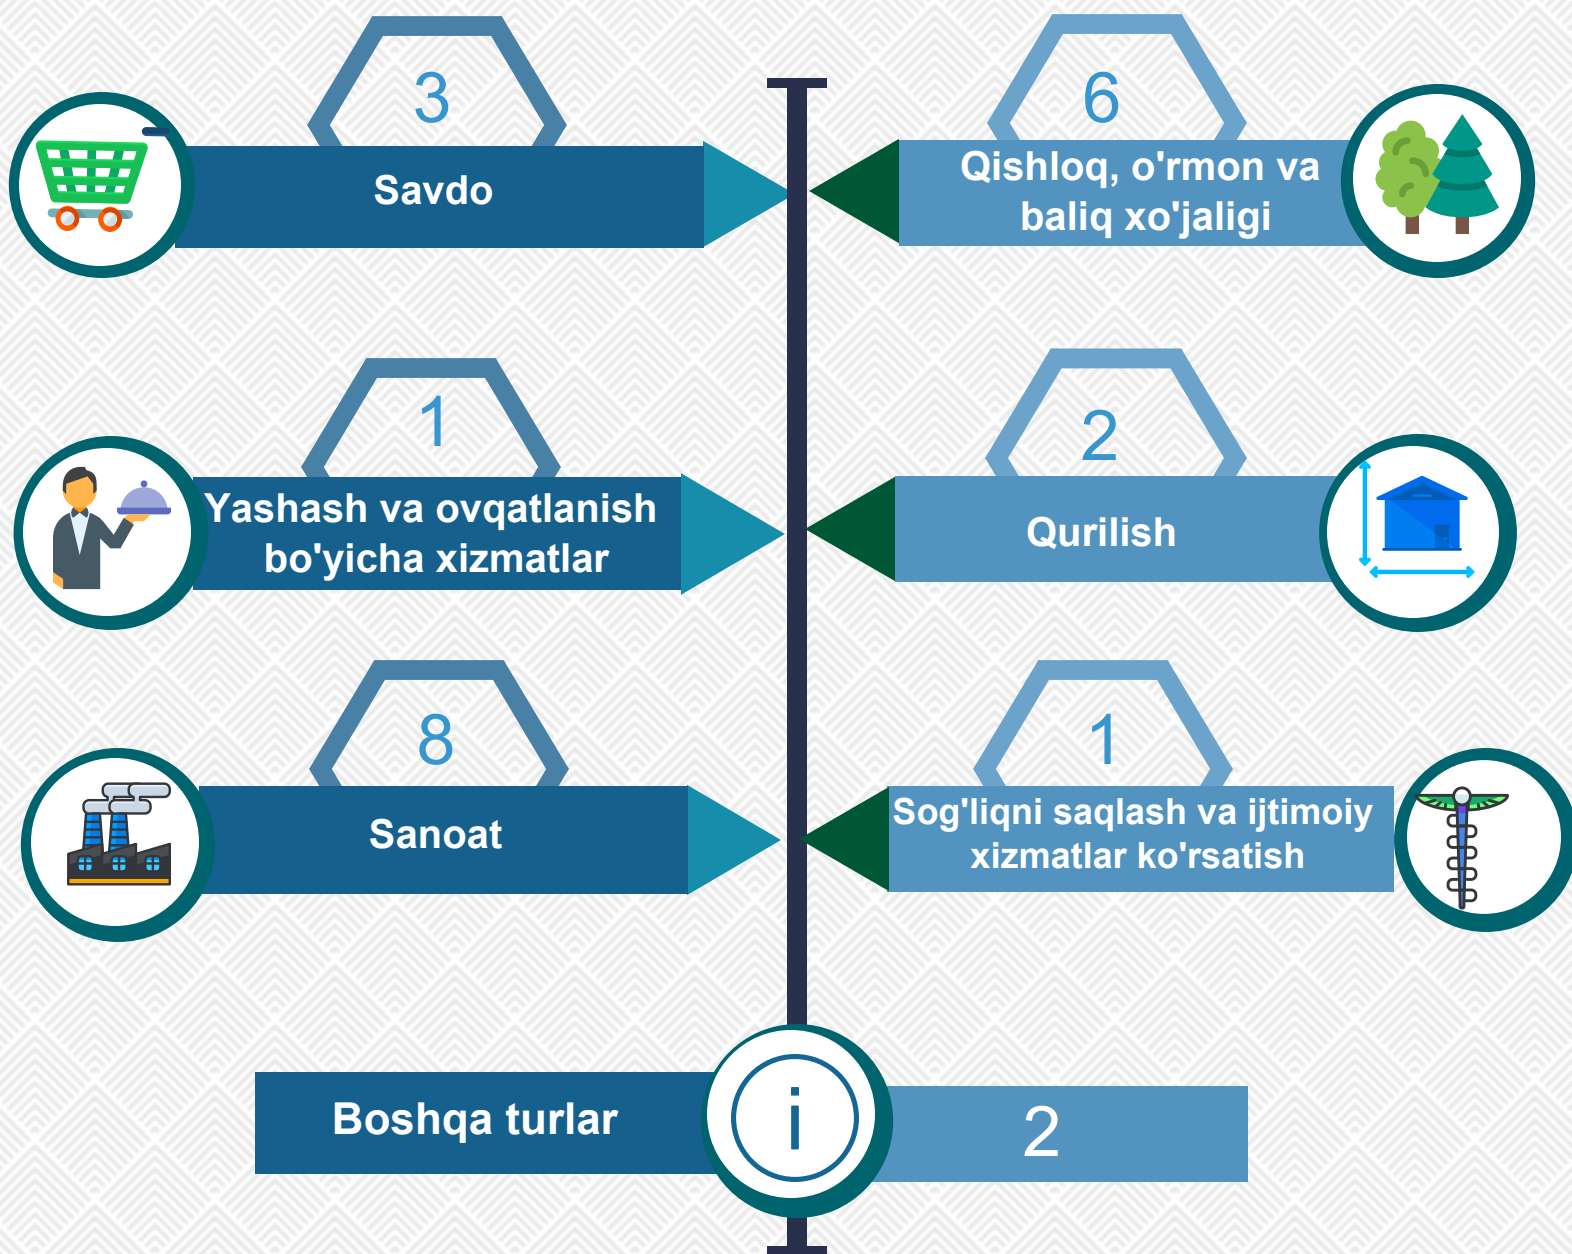 3
Savdo
6
Qishloq, o'rmon va
baliq xo'jaligi
1
Yashash va ovqatlanish
bo'yicha xizmatlar
2
Qurilish
8
Sanoat
1
Sog'liqni saqlash va ijtimoiy
xizmatlar ko'rsatish
Boshqa turlar
i
2